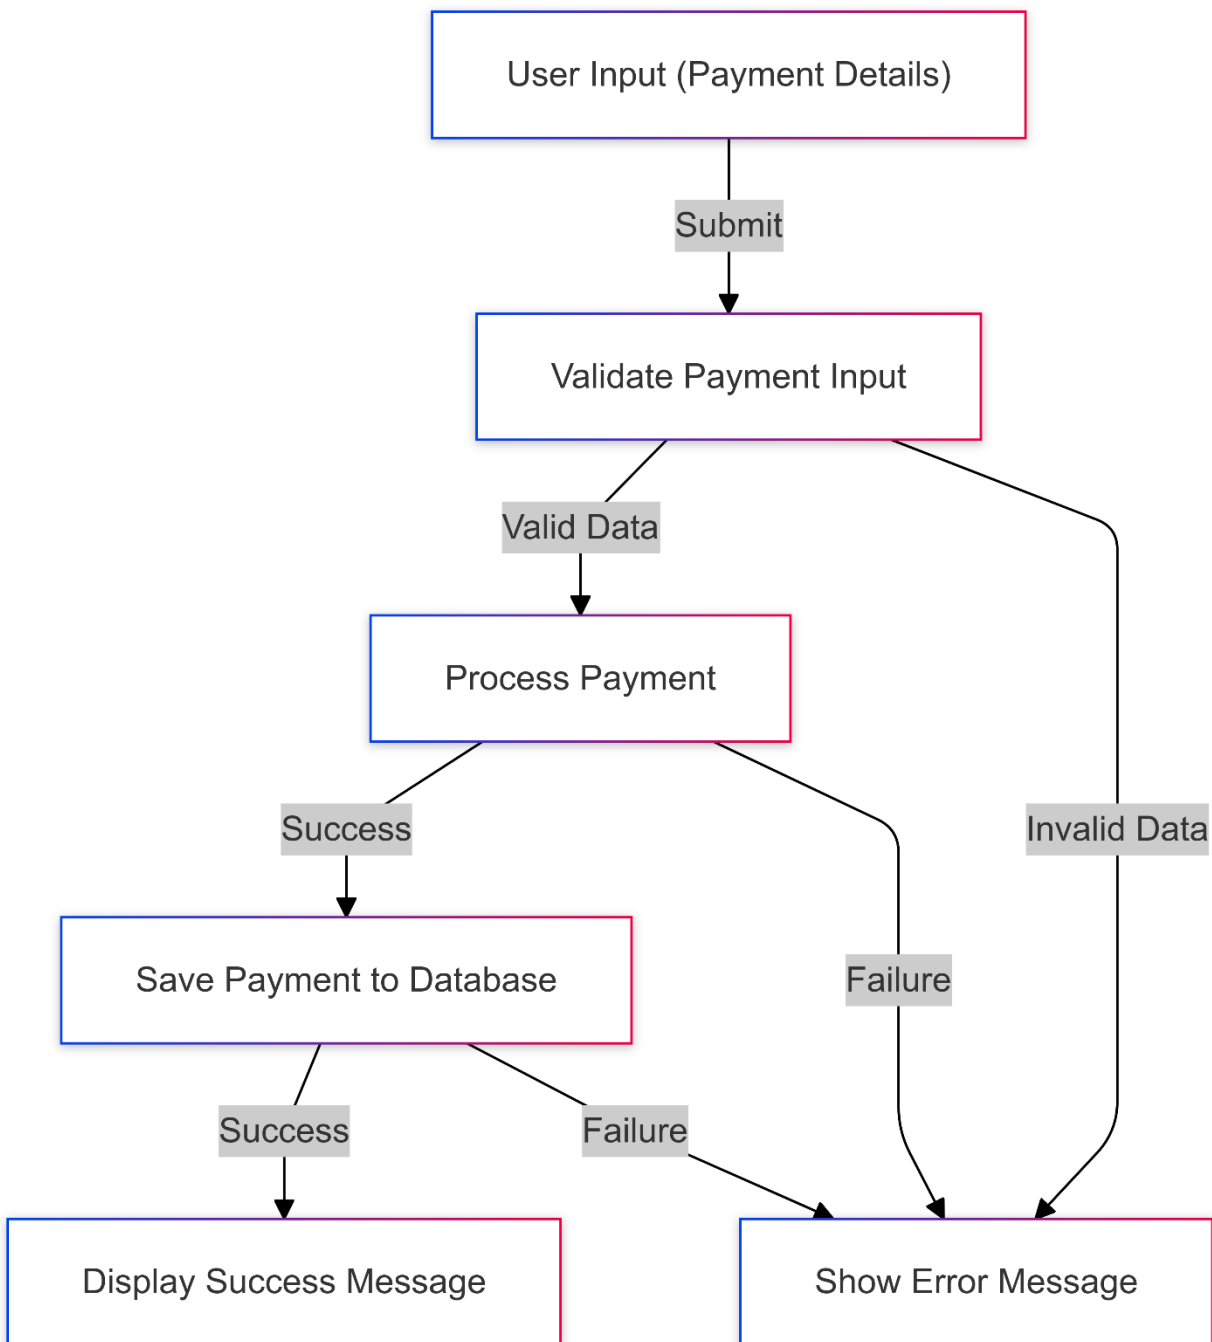 User Input (Payment Details)
Submit
Validate Payment Input
Valid Data
Process Payment
Success
Invalid Data
Save Payment to Database
Failure
Success
Failure
Display Success Message
Show Error Message